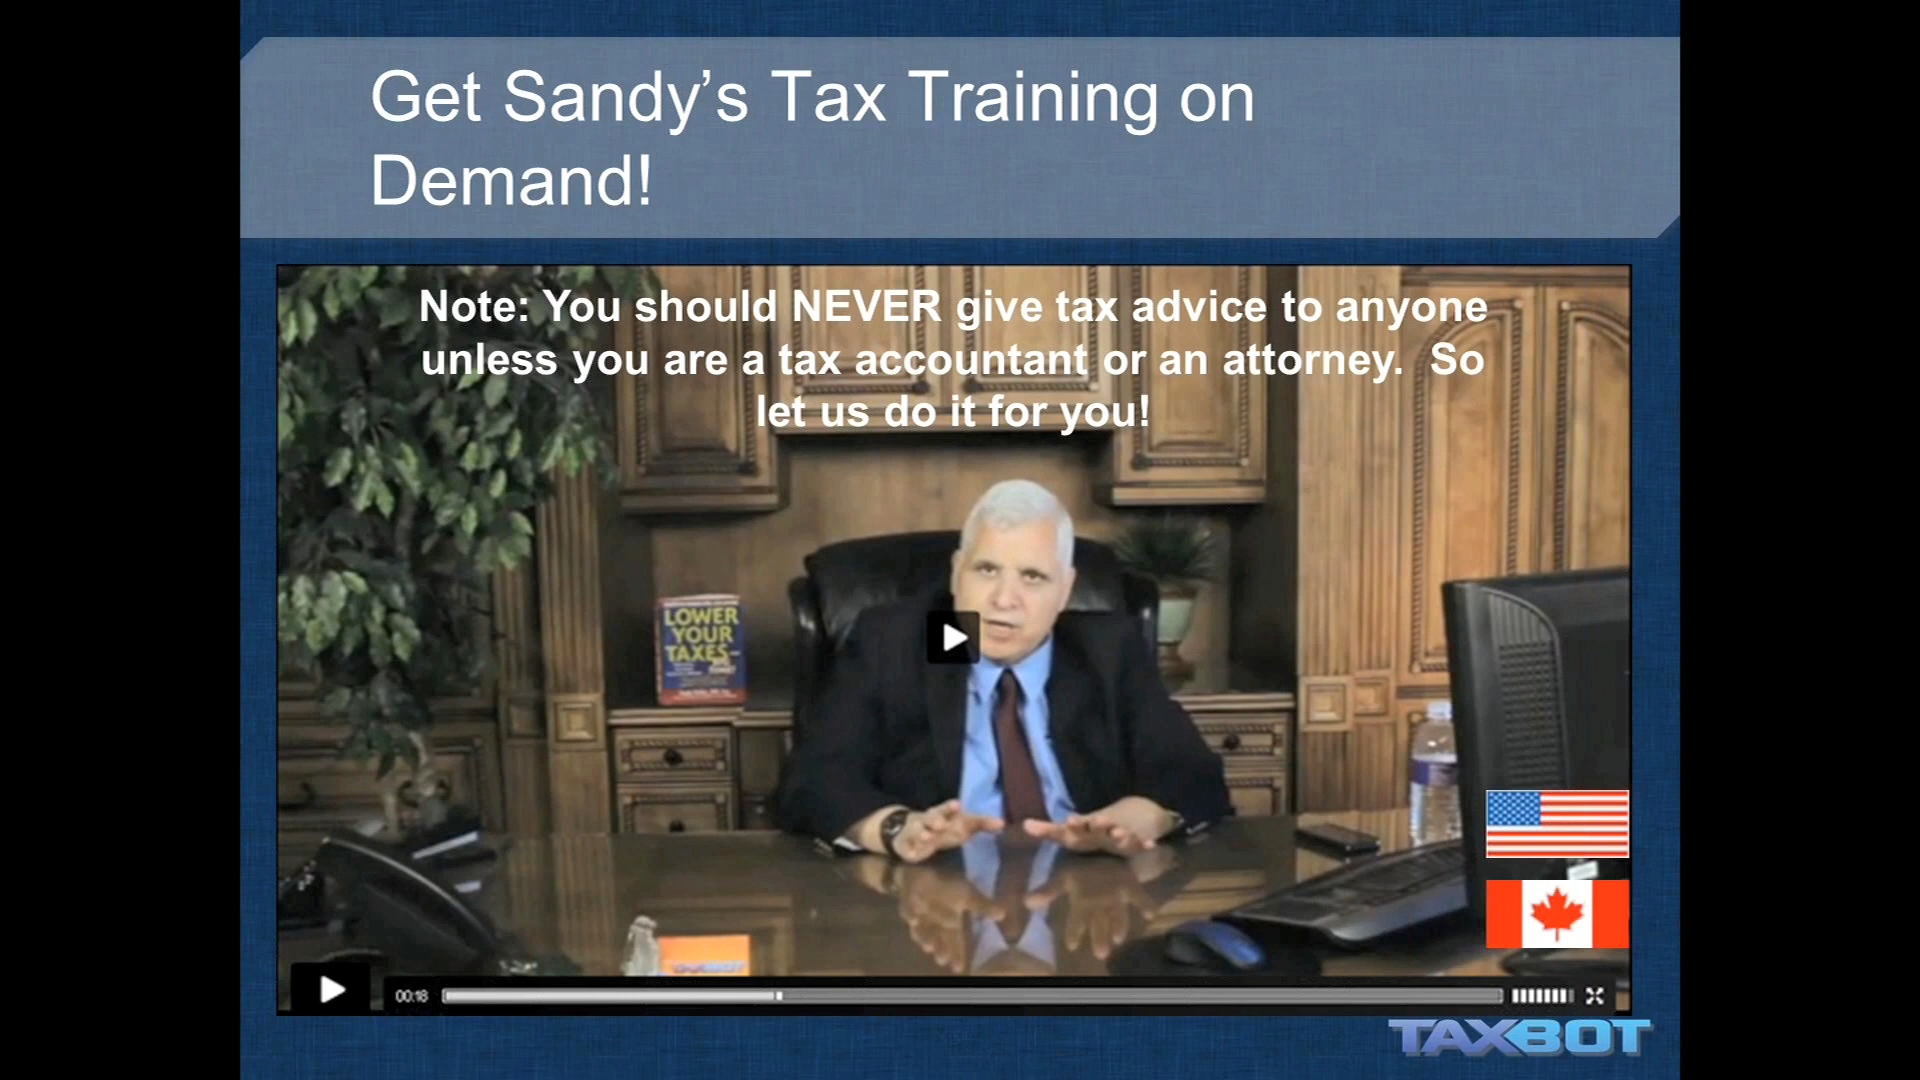 Get Sandy’s Tax Training on
Demand!
Note: You should NEVER give tax advice to anyone
unless you are a tax accountant or an attorney.  So
let us do it for you!
LOWER
YOUR
TAXES
TAXBOT
00:18
TAXBOT